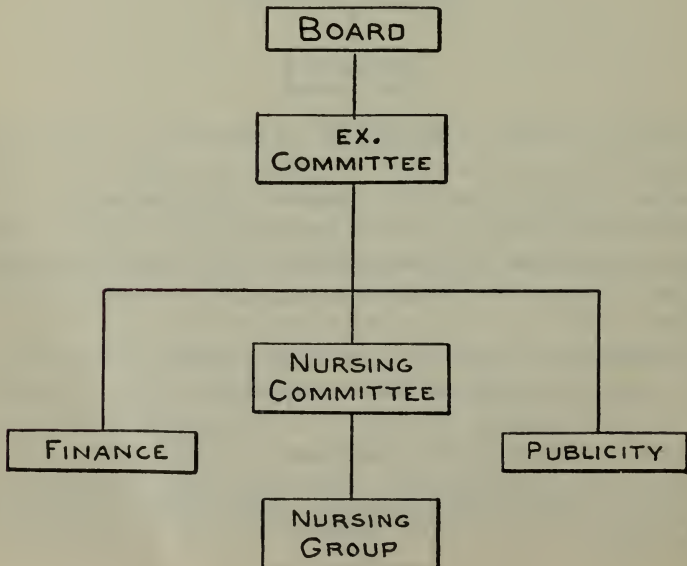 BOARD
EX.
COMMITTEE
NURSING
COMMITTEE
FINANCE
PUBLICITY
NURSING
GROUP